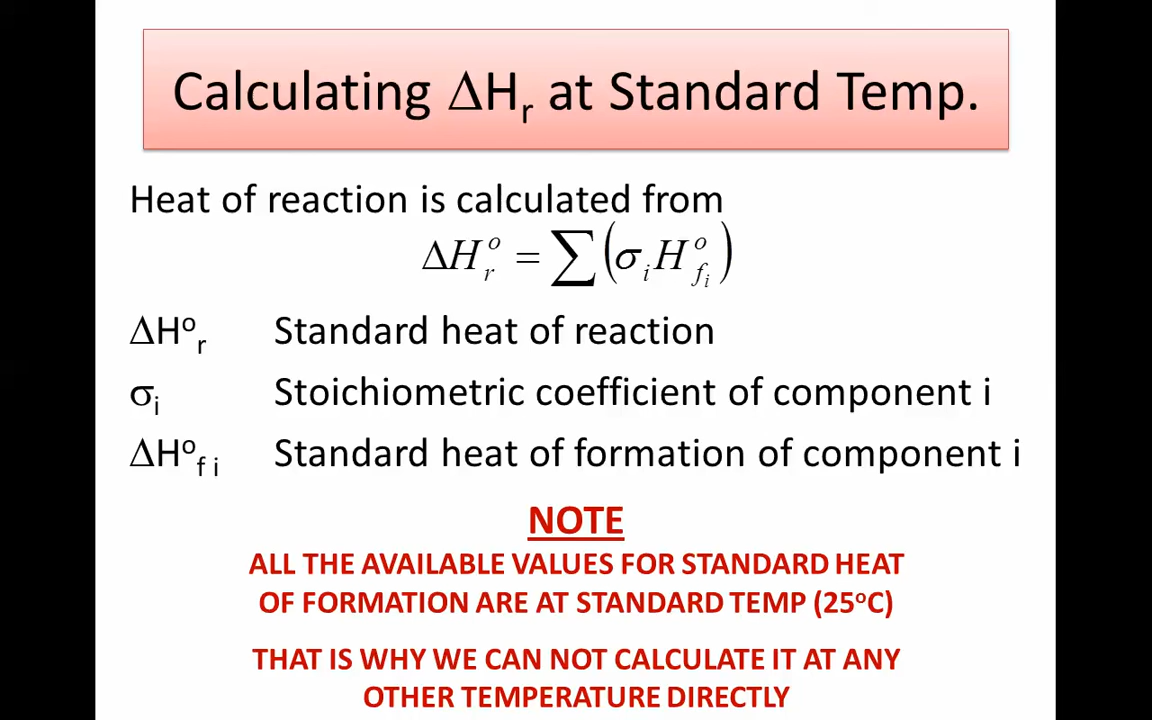 Calculating ΔHr at Standard Temp.
Heat of reaction is calculated from
ΔH°r = ∑(σiH°fi)
ΔH°r Standard heat of reaction
σi Stoichiometric coefficient of component i
ΔH°f i Standard heat of formation of component i
NOTE
ALL THE AVAILABLE VALUES FOR STANDARD HEAT
OF FORMATION ARE AT STANDARD TEMP (25°C)
THAT IS WHY WE CAN NOT CALCULATE IT AT ANY
OTHER TEMPERATURE DIRECTLY